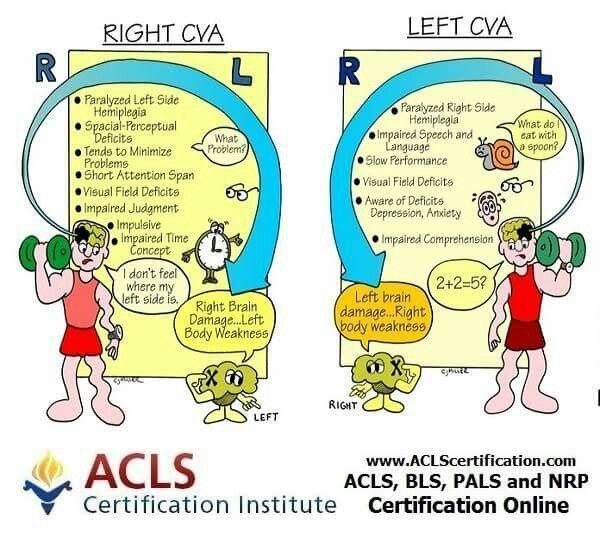 RIGHT CVA
R
L
• Paralyzed Left Side
Hemiplegia
• Spacial-Perceptual
Deficits
• Tends to Minimize
Problems
• Short Attention Span
• Visual Field Deficits
• Impaired Judgment
• Impulsive
• Impaired Time
Concept
What
Problem?
I don't feel
where my
left side is.
Right Brain
Damage...Left
Body Weakness
LEFT
CJMILLER
LEFT CVA
R
L
• Paralyzed Right Side
Hemiplegia
• Impaired Speech and
Language
• Slow Performance
• Visual Field Deficits
• Aware of Deficits
Depression, Anxiety
• Impaired Comprehension
What do I
eat with
a spoon?
2+2=5?
Left brain
damage...Right
body weakness
RIGHT
CJMILLER
ACLS
Certification Institute
www.ACLScertification.com
ACLS, BLS, PALS and NRP
Certification Online